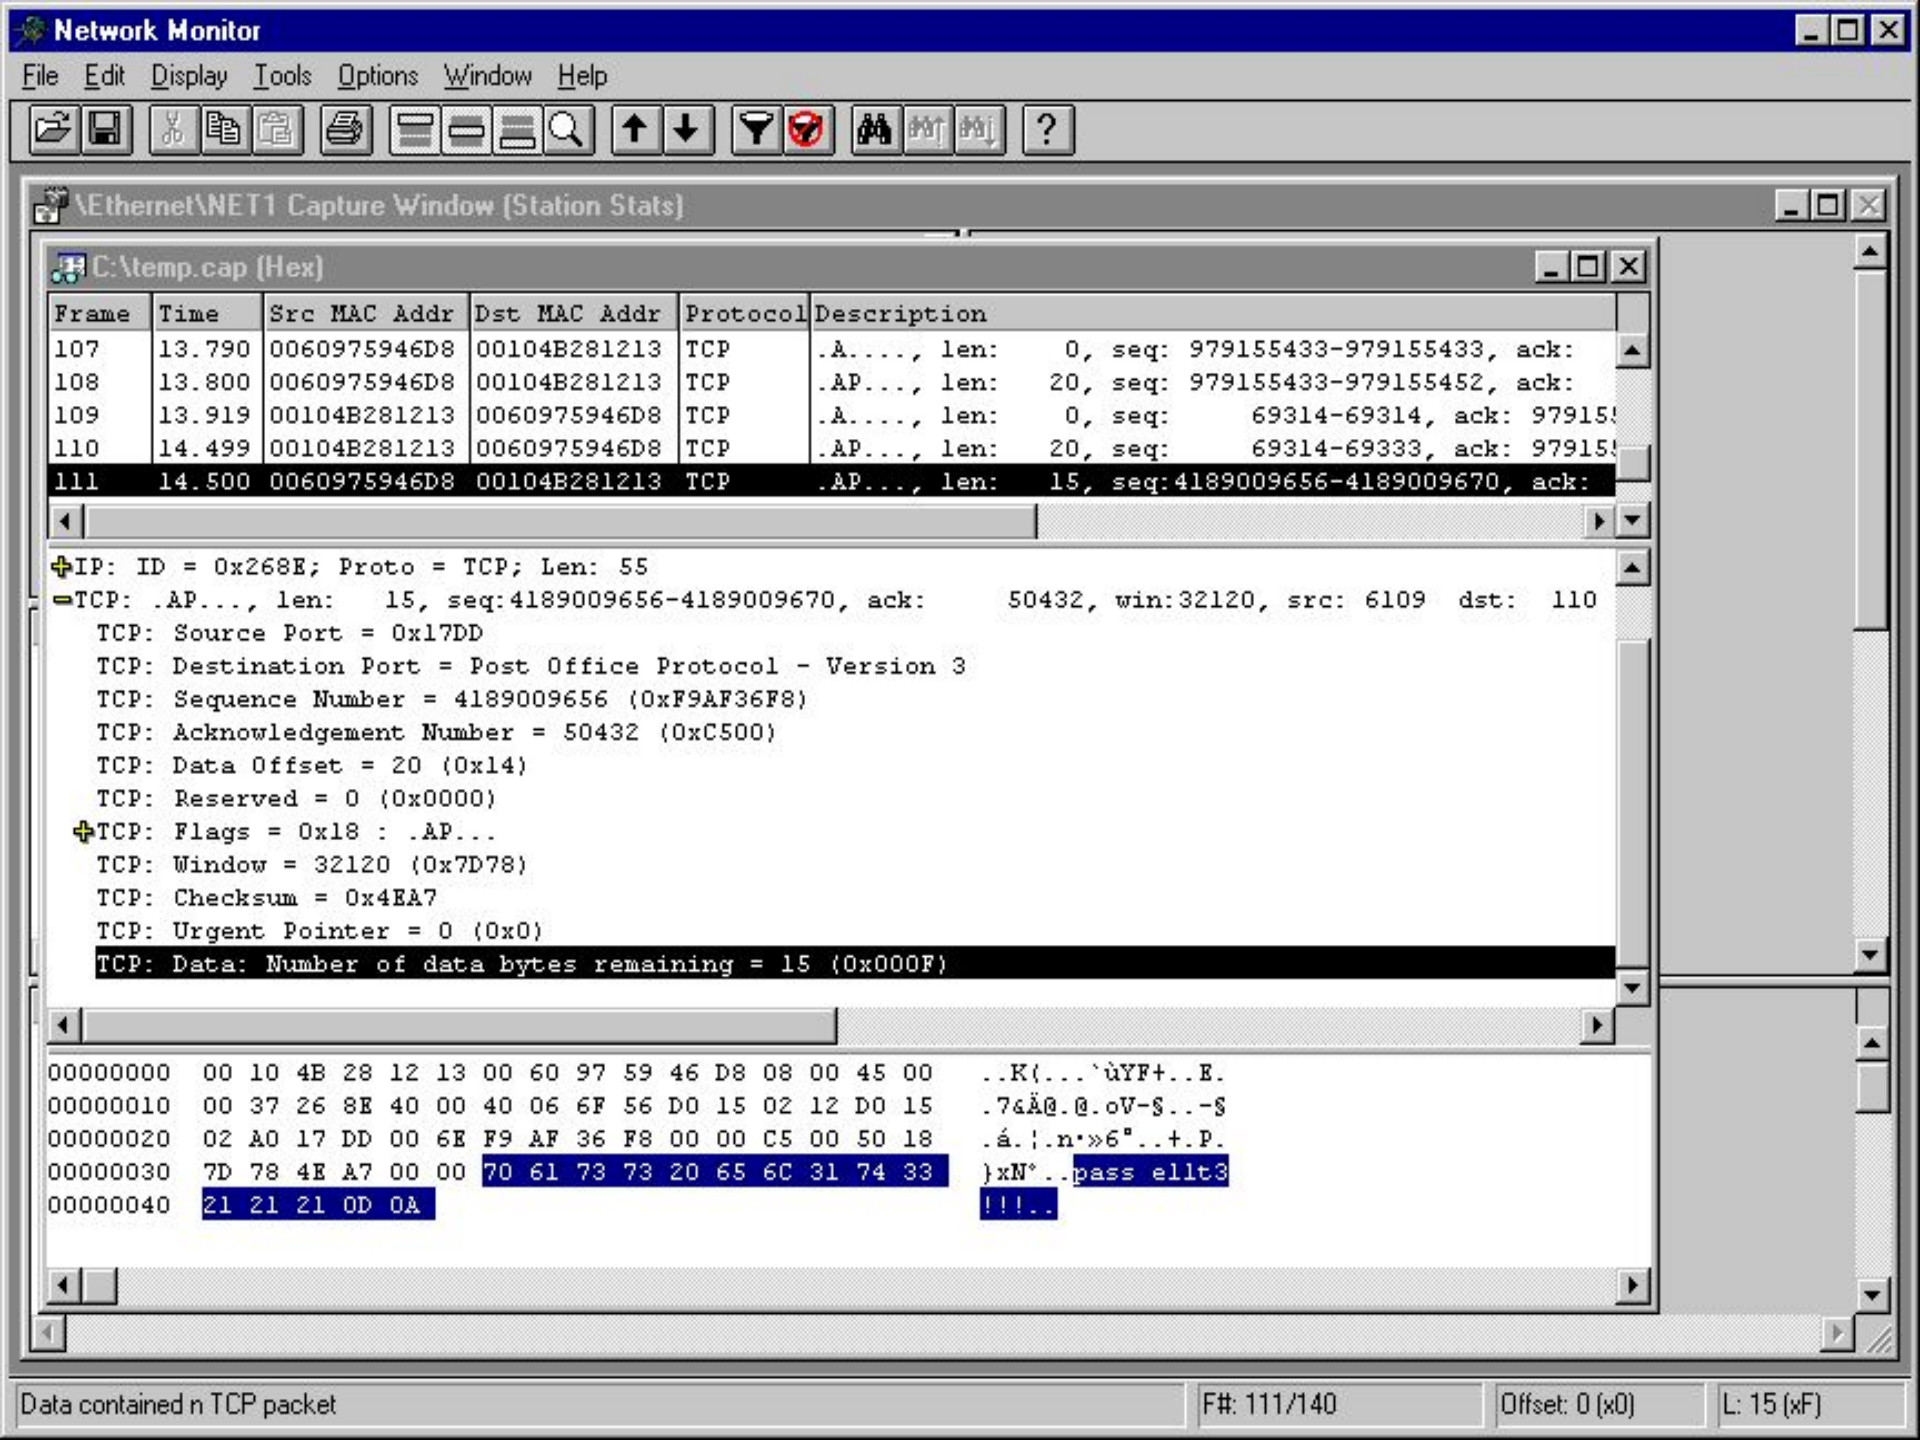 Network Monitor
File Edit Display Tools Options Window Help
\Ethernet\NET1 Capture Window (Station Stats)
C:\temp.cap (Hex)
Frame Time Src MAC Addr Dst MAC Addr Protocol Description
107 13.790 0060975946D8 00104B281213 TCP .A...., len: 0, seq: 979155433-979155433, ack:
108 13.800 0060975946D8 00104B281213 TCP .AP..., len: 20, seq: 979155433-979155452, ack:
109 13.919 00104B281213 0060975946D8 TCP .A...., len: 0, seq: 69314-69314, ack: 97915
110 14.499 00104B281213 0060975946D8 TCP .AP..., len: 20, seq: 69314-69333, ack: 97915
111 14.500 0060975946D8 00104B281213 TCP .AP..., len: 15, seq:4189009656-4189009670, ack:
IP: ID = 0x268E; Proto = TCP; Len: 55
TCP: .AP..., len: 15, seq:4189009656-4189009670, ack: 50432, win:32120, src: 6109 dst: 110
TCP: Source Port = 0x17DD
TCP: Destination Port = Post Office Protocol - Version 3
TCP: Sequence Number = 4189009656 (0xF9AF36F8)
TCP: Acknowledgement Number = 50432 (0xC500)
TCP: Data Offset = 20 (0x14)
TCP: Reserved = 0 (0x0000)
TCP: Flags = 0x18 : .AP...
TCP: Window = 32120 (0x7D78)
TCP: Checksum = 0x4EA7
TCP: Urgent Pointer = 0 (0x0)
TCP: Data: Number of data bytes remaining = 15 (0x000F)
00000000 00 10 4B 28 12 13 00 60 97 59 46 D8 08 00 45 00 ..K(...`ùYF+..E.
00000010 00 37 26 8E 40 00 40 06 6F 56 D0 15 02 12 D0 15 .7&Ä@.@.oV-§..-§
00000020 02 A0 17 DD 00 6E F9 AF 36 F8 00 00 C5 00 50 18 .á.¦.n·»6°..+.P.
00000030 7D 78 4E A7 00 00 70 61 73 73 20 65 6C 31 74 33 }xN°..pass el1t3
00000040 21 21 21 0D 0A !!!..
Data contained n TCP packet F#: 111/140 Offset: 0 (x0) L: 15 (xF)